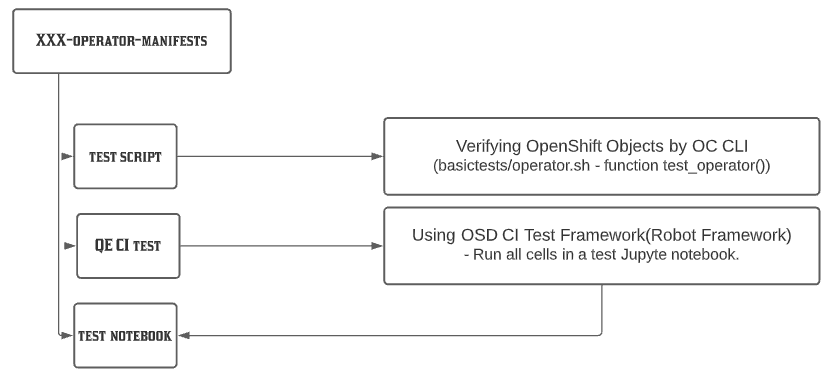 XXX-OPERATOR-MANIFESTS
TEST SCRIPT
Verifying OpenShift Objects by OC CLI
(basictests/operator.sh - function test_operator())
QE CI TEST
Using OSD CI Test Framework(Robot Framework)
- Run all cells in a test Jupyte notebook.
TEST NOTEBOOK